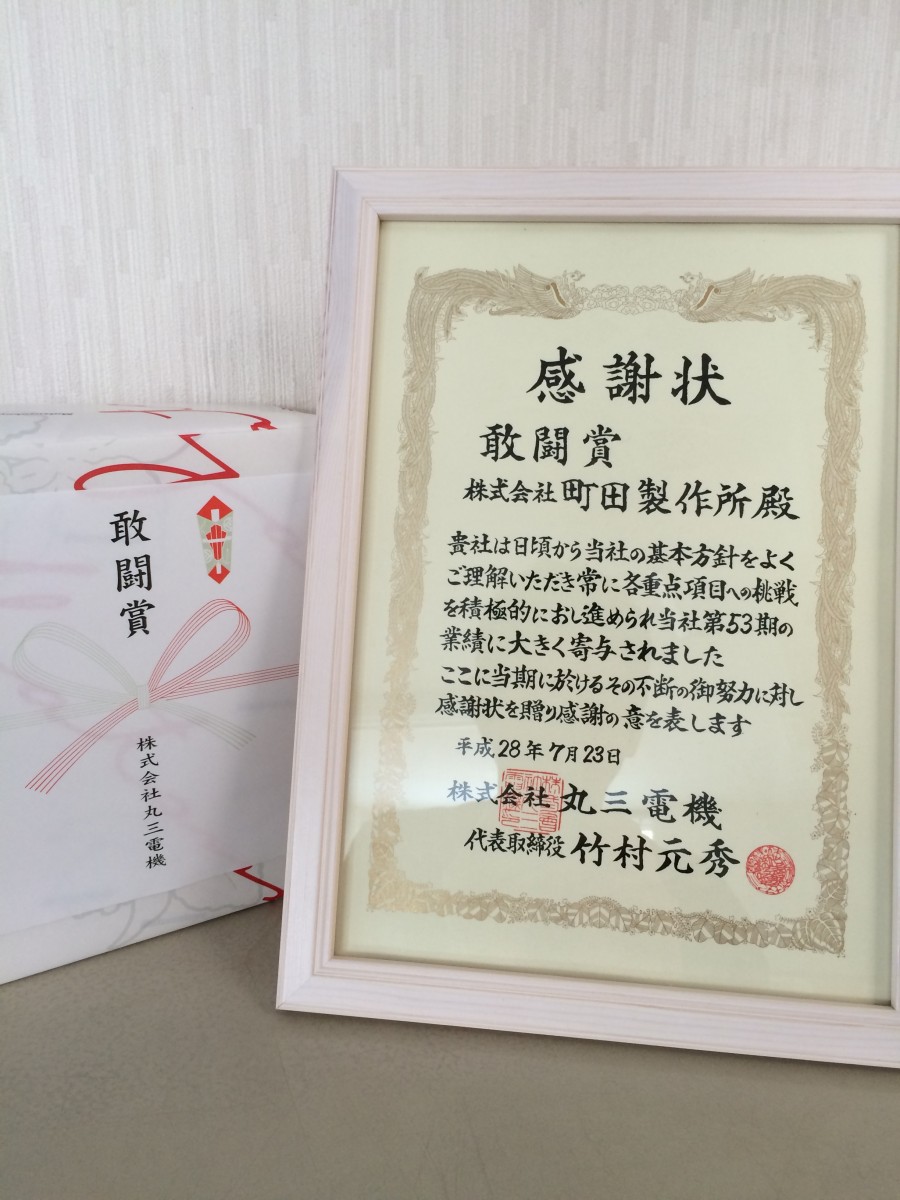 敢闘賞
株式会社丸三電機
感謝状
敢闘賞
株式会社 町田製作所殿
貴社は日頃から当社の基本方針をよく
ご理解いただき常に各重点項目への挑戦
を積極的におし進められ当社第53期の
業績に大きく寄与されました
ここに当期に於けるその不断の御努力に対し
感謝状を贈り感謝の意を表します
平成28年7月23日
株式会社 丸三電機
代表取締役 竹村元秀